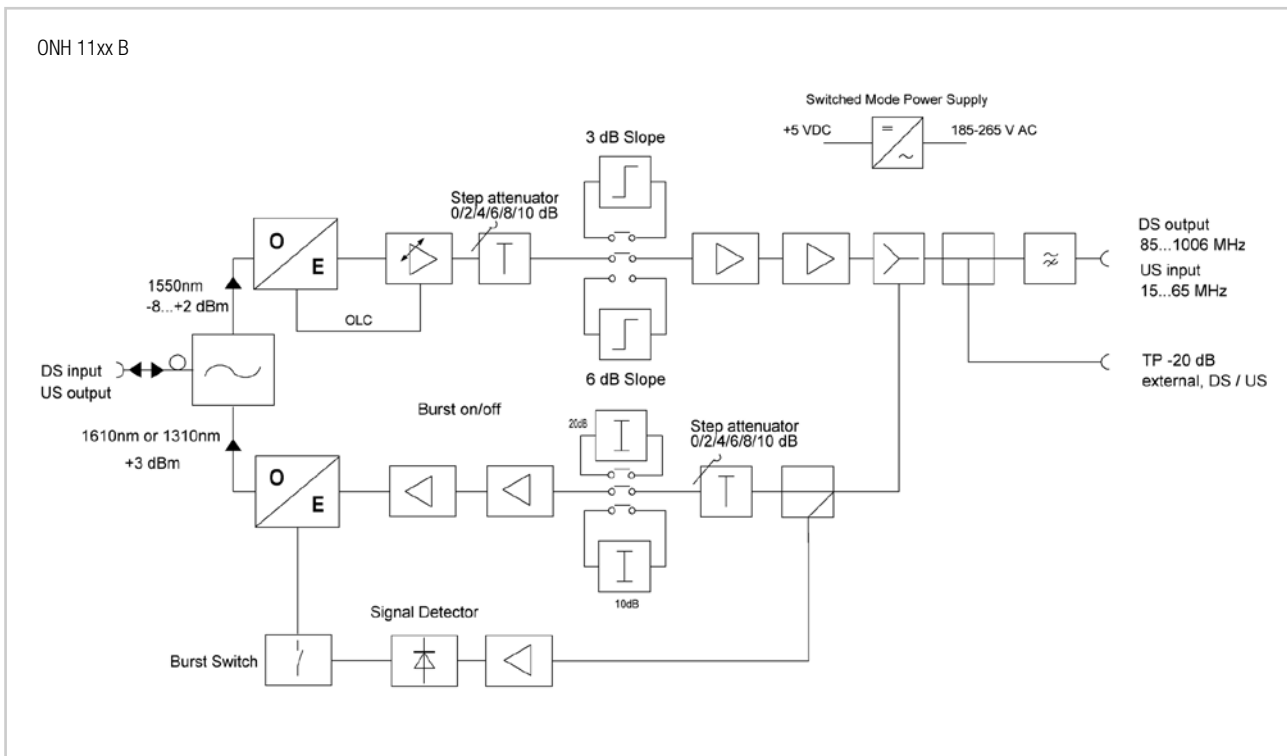 ONH 11xx B
Switched Mode Power Supply
+5 VDC
=
~
185-265 V AC
3 dB Slope
Step attenuator
0/2/4/6/8/10 dB
O
E
DS output
85...1006 MHz
US input
15...65 MHz
1550nm
-8...+2 dBm
OLC
DS input
US output
6 dB Slope
TP -20 dB
external, DS / US
Burst on/off
20dB
Step attenuator
0/2/4/6/8/10 dB
1610nm or 1310nm
+3 dBm
O
E
10dB
Signal Detector
Burst Switch